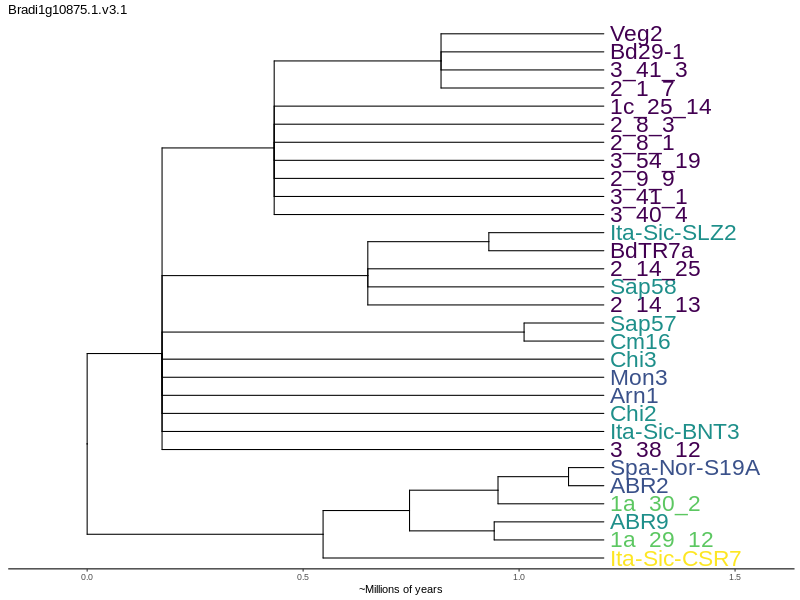 Bradi1g10875.1.v3.1
Veg2
Bd29-1
3_41_3
2_1_7
1c_25_14
2_8_3
2_8_1
3_54_19
2_9_9
3_41_1
3_40_4
Ita-Sic-SLZ2
BdTR7a
2_14_25
Sap58
2_14_13
Sap57
Cm16
Chi3
Mon3
Arn1
Chi2
Ita-Sic-BNT3
3_38_12
Spa-Nor-S19A
ABR2
1a_30_2
ABR9
1a_29_12
Ita-Sic-CSR7
0.0 0.5 1.0 1.5
~Millions of years